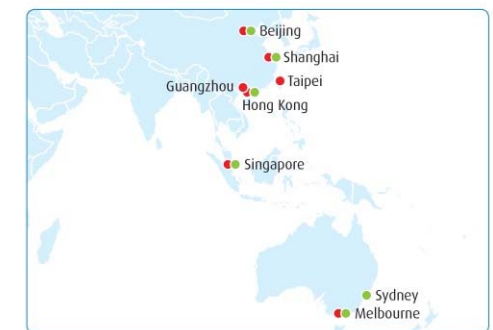 Beijing
Shanghai
Taipei
Guangzhou
Hong Kong
Singapore
Sydney
Melbourne